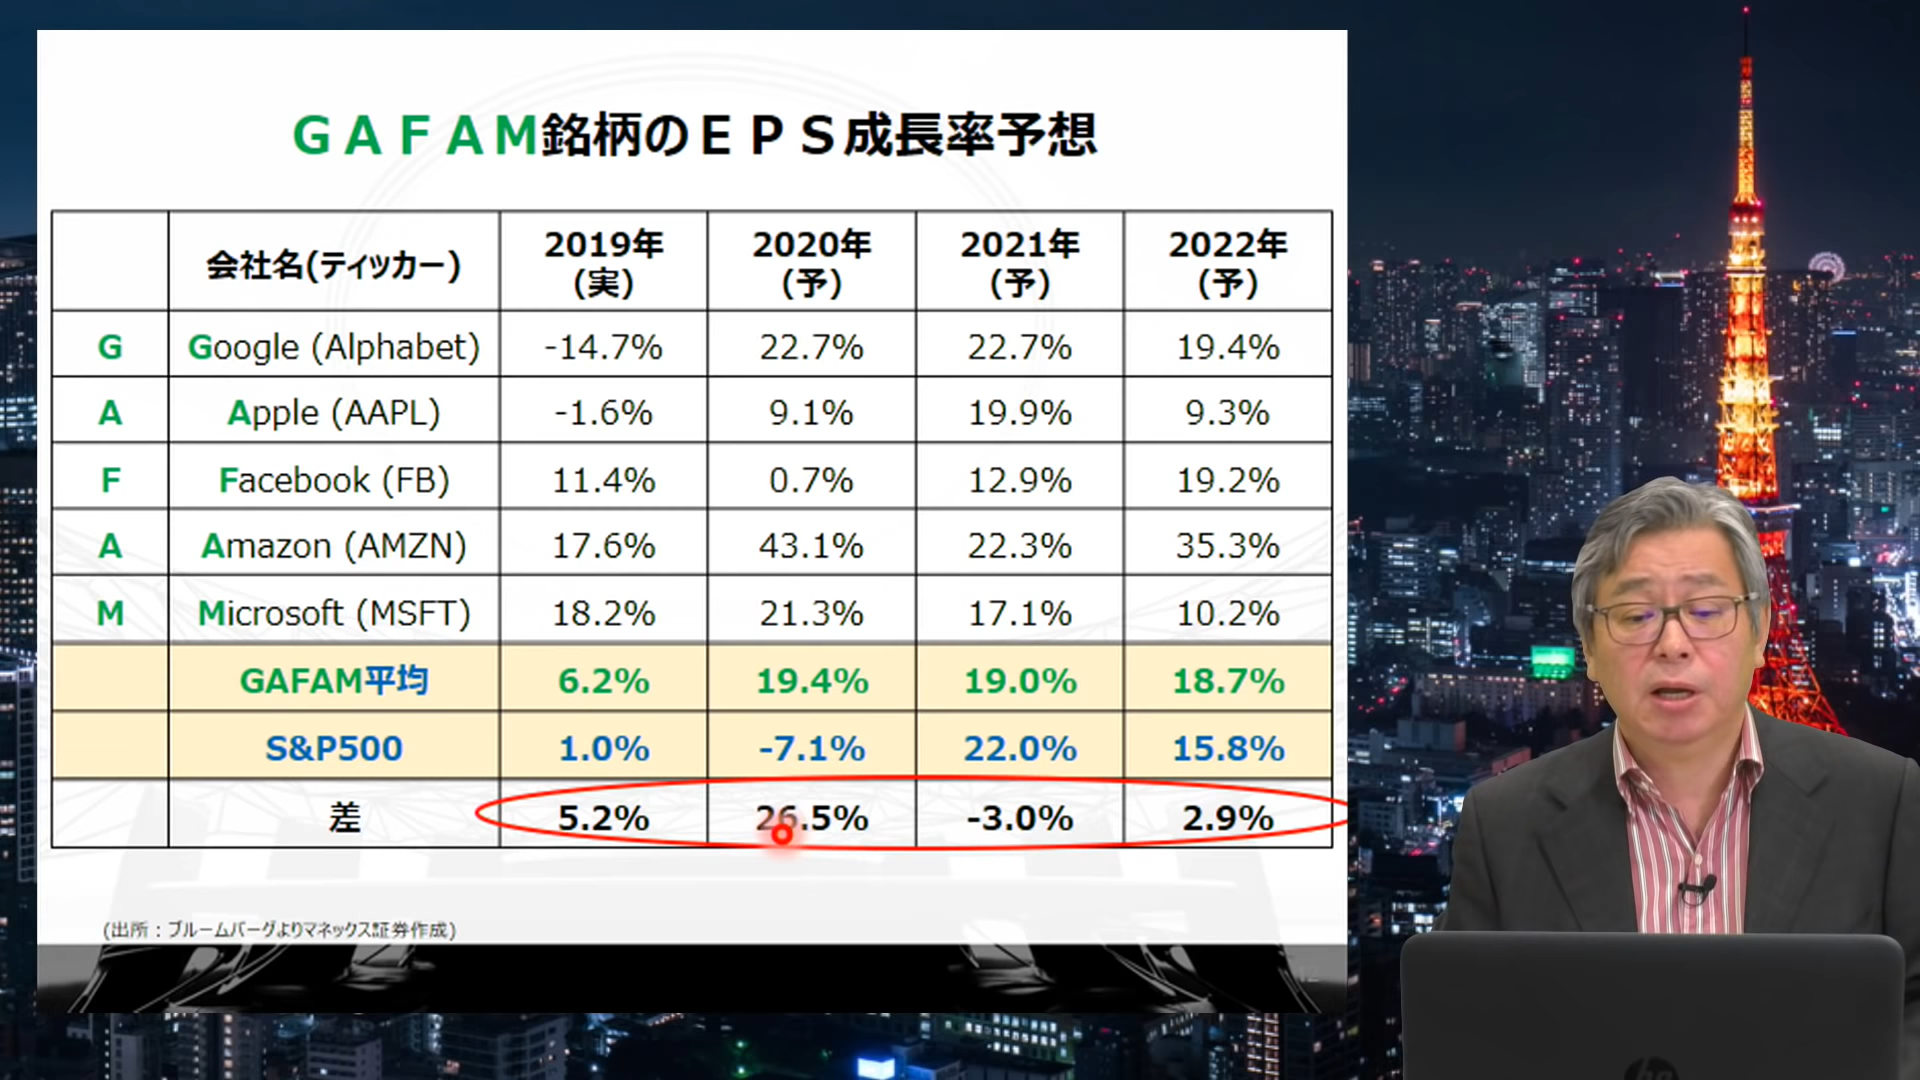 ＧＡＦＡＭ銘柄のＥＰＳ成長率予想
会社名(ティッカー) 2019年(実) 2020年(予) 2021年(予) 2022年(予)
G Google (Alphabet) -14.7% 22.7% 22.7% 19.4%
A Apple (AAPL) -1.6% 9.1% 19.9% 9.3%
F Facebook (FB) 11.4% 0.7% 12.9% 19.2%
A Amazon (AMZN) 17.6% 43.1% 22.3% 35.3%
M Microsoft (MSFT) 18.2% 21.3% 17.1% 10.2%
GAFAM平均 6.2% 19.4% 19.0% 18.7%
S&P500 1.0% -7.1% 22.0% 15.8%
差 5.2% 26.5% -3.0% 2.9%
(出所：ブルームバーグよりマネックス証券作成)
hp